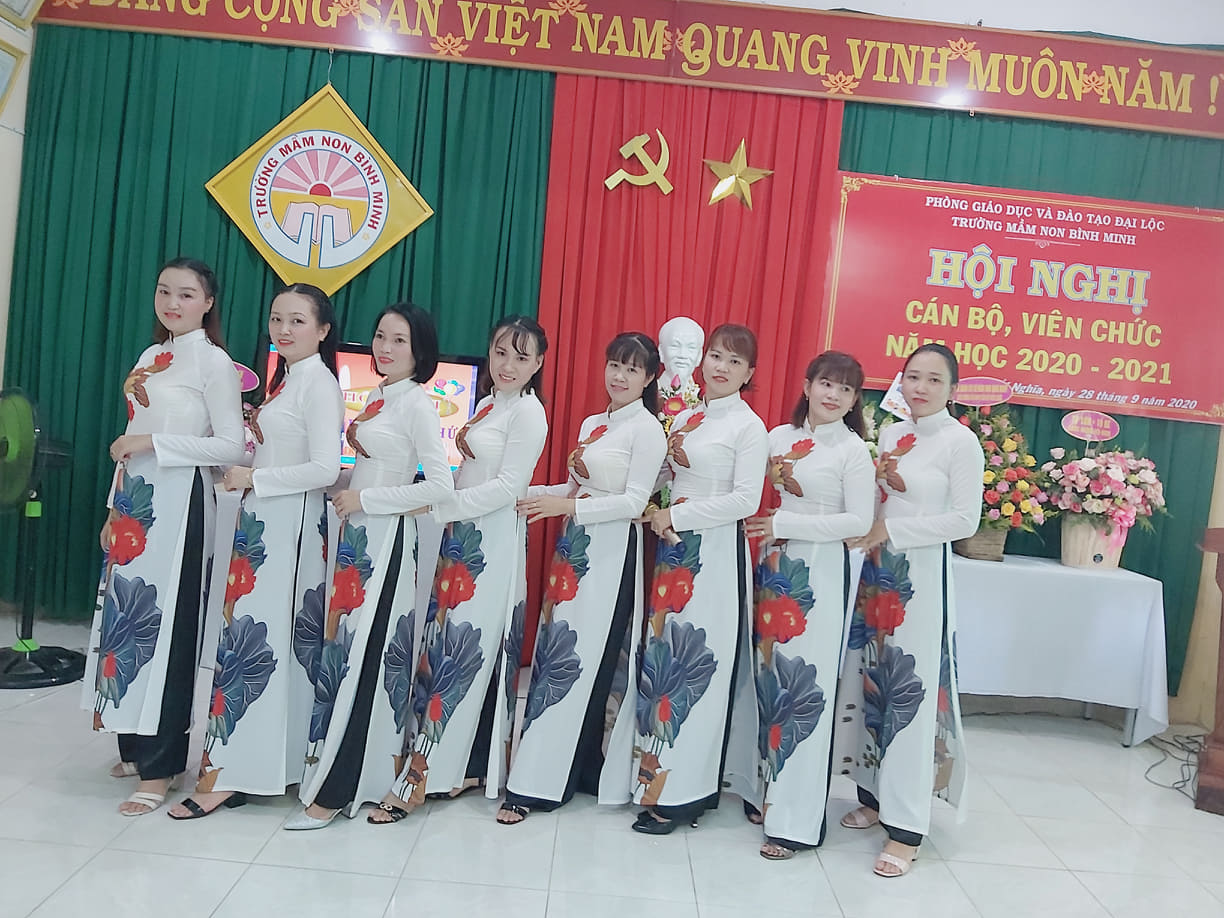 ĐẢNG CỘNG SẢN VIỆT NAM QUANG VINH MUÔN NĂM !
TRƯỜNG MẦM NON BÌNH MINH
PHÒNG GIÁO DỤC VÀ ĐÀO TẠO ĐẠI LỘC
TRƯỜNG MẦM NON BÌNH MINH
HỘI NGHỊ
CÁN BỘ, VIÊN CHỨC
NĂM HỌC 2020 - 2021
Nghĩa, ngày 28 tháng 9 năm 2020